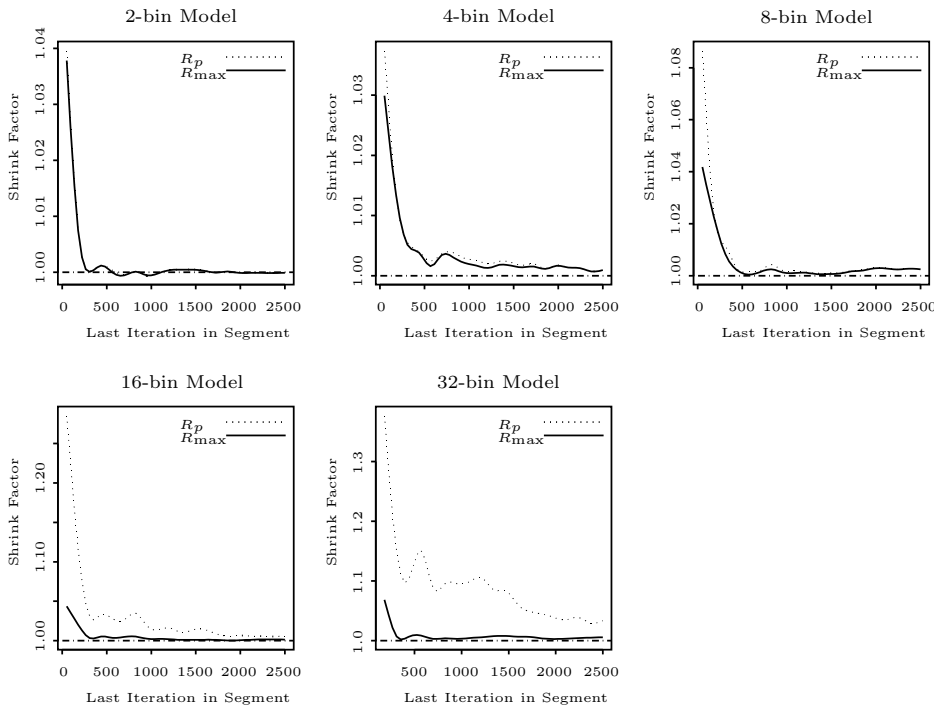 2-bin Model
Shrink Factor
1.00 1.01 1.02 1.03 1.04
R_p
R_max
0 500 1000 1500 2000 2500
Last Iteration in Segment
4-bin Model
Shrink Factor
1.00 1.01 1.02 1.03
R_p
R_max
0 500 1000 1500 2000 2500
Last Iteration in Segment
8-bin Model
Shrink Factor
1.00 1.02 1.04 1.06 1.08
R_p
R_max
0 500 1000 1500 2000 2500
Last Iteration in Segment
16-bin Model
Shrink Factor
1.00 1.10 1.20
R_p
R_max
0 500 1000 1500 2000 2500
Last Iteration in Segment
32-bin Model
Shrink Factor
1.0 1.1 1.2 1.3
R_p
R_max
500 1000 1500 2000 2500
Last Iteration in Segment